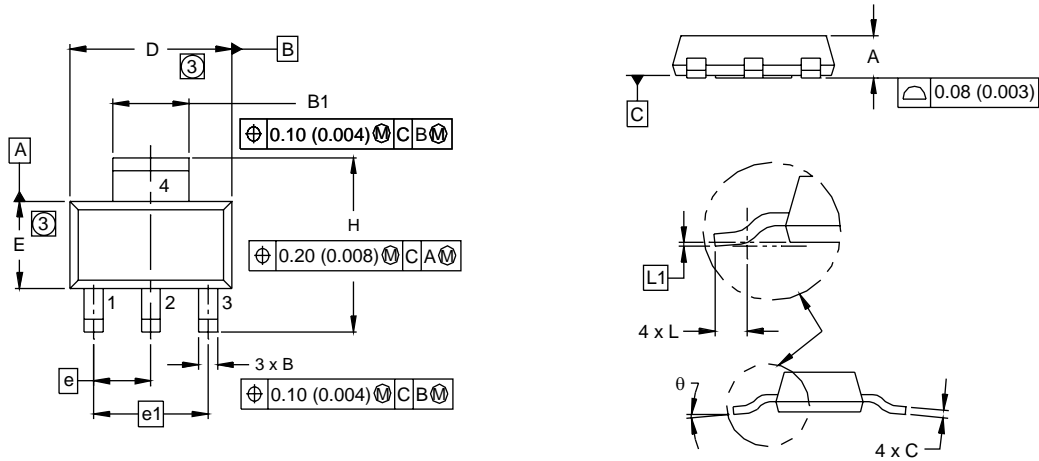 D
B
3
B1
0.10 (0.004) M C B M
A
4
3
E
H
0.20 (0.008) M C A M
1 2 3
3 x B
e
0.10 (0.004) M C B M
e1
A
C
0.08 (0.003)
L1
4 x L
θ
4 x C